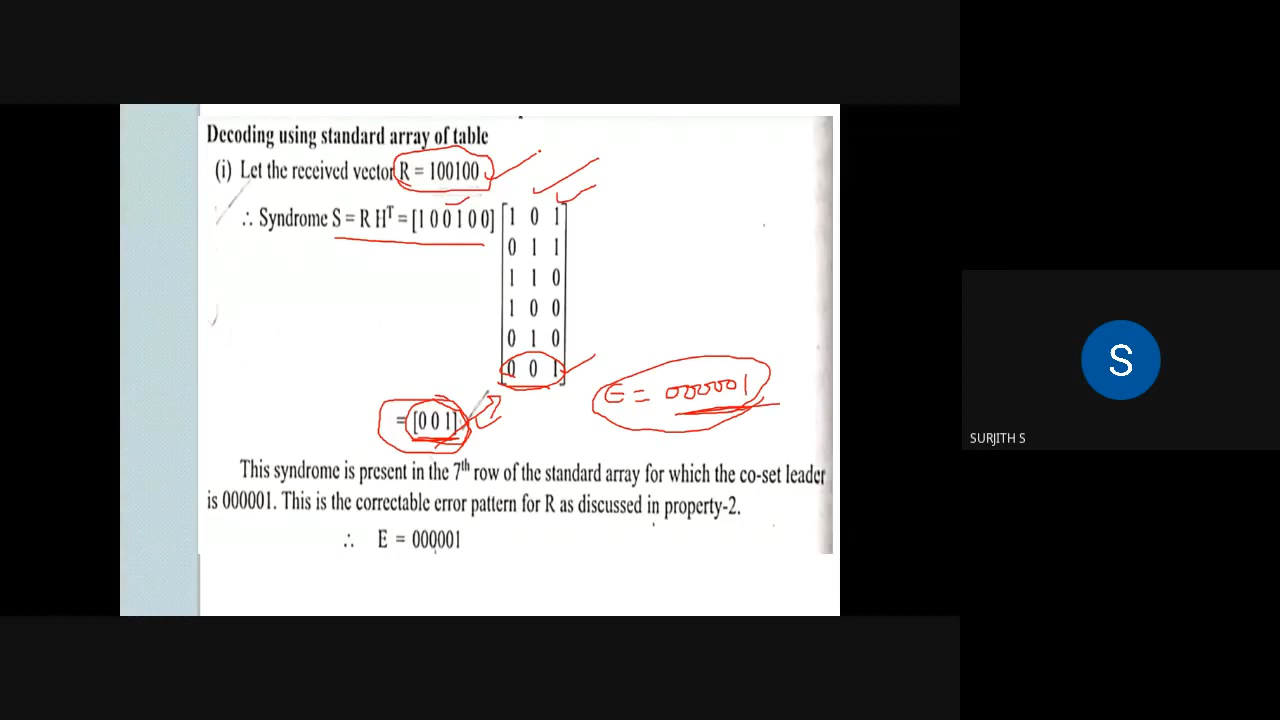 Decoding using standard array of table
(i) Let the received vector R = 100100
∴ Syndrome S = R Hᵀ = [1 0 0 1 0 0] [1 0 1
0 1 1
1 1 0
1 0 0
0 1 0
0 0 1]
E = 000001
= [0 0 1]
This syndrome is present in the 7th row of the standard array for which the co-set leader
is 000001. This is the correctable error pattern for R as discussed in property-2.
∴ E = 000001
S
SURJITH S